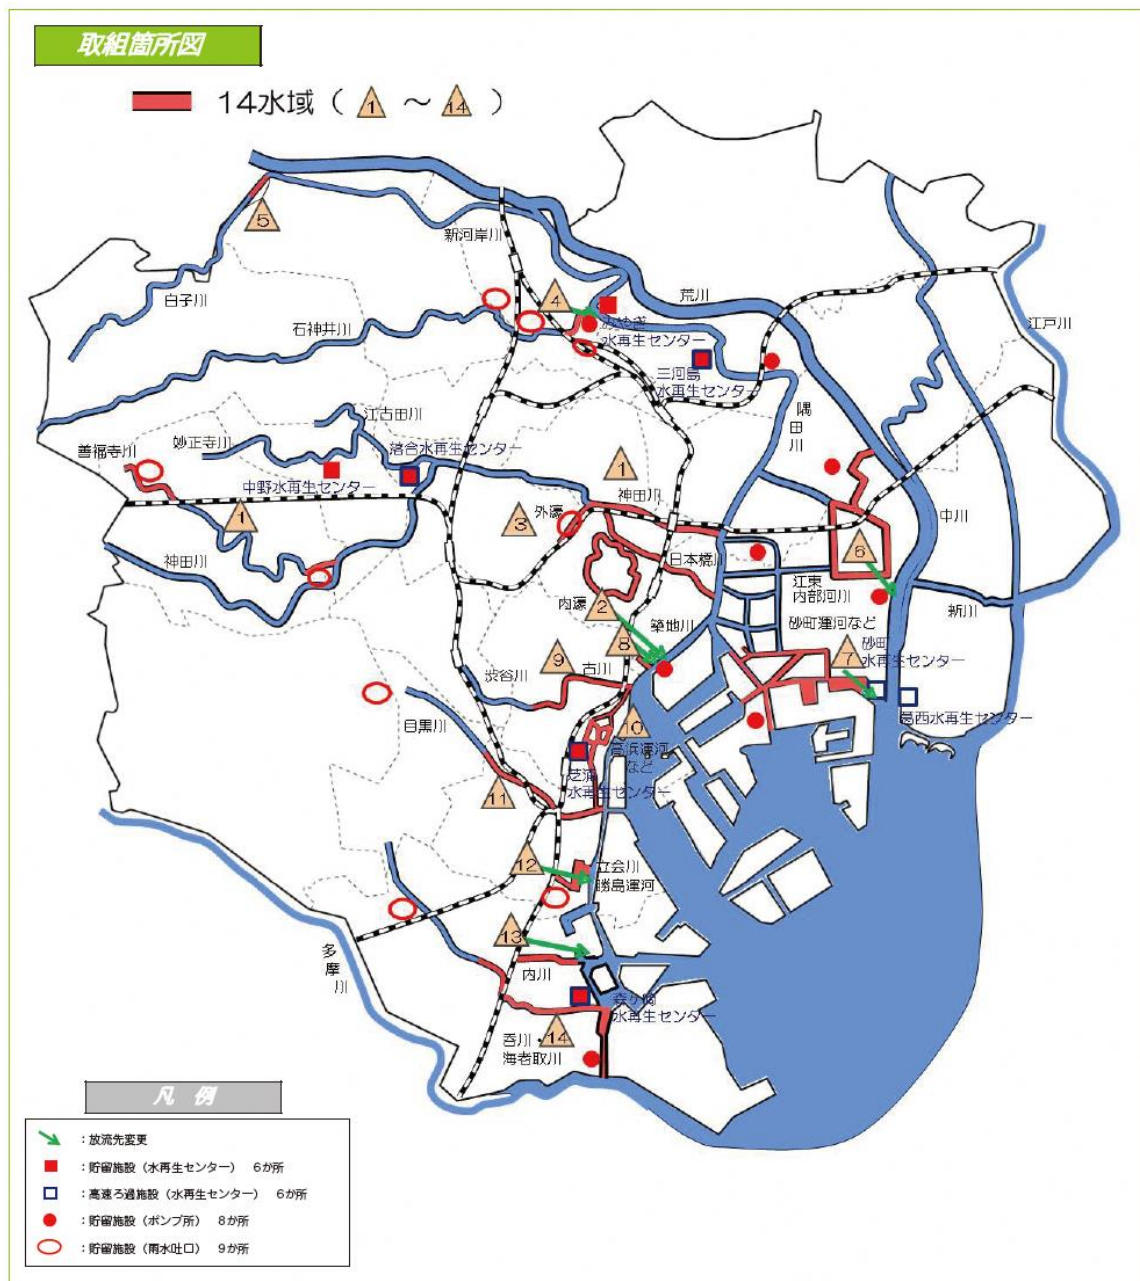 取組箇所図
14水域（ 1 ～ 14 ）
5
新河岸川
白子川
4
荒川
石神井川
みやぎ
水再生センター
江戸川
三河島
水再生センター
江古田川
隅田川
妙正寺川
善福寺川
落合水再生センター
中野水再生センター
1
神田川
1
3
外濠
中川
日本橋川
6
神田川
江東
内部河川
内濠
2
新川
築地川
砂町運河など
8
砂町
水再生センター
7
9
古川
渋谷川
葛西水再生センター
目黒川
10
高浜運河
など
芝浦
水再生センター
11
12
立会川
勝島運河
13
多摩川
内川
森ヶ崎
水再生センター
14
呑川・
海老取川
凡 例
：放流先変更
：貯留施設（水再生センター） 6か所
：高速ろ過施設（水再生センター） 6か所
：貯留施設（ポンプ所） 8か所
：貯留施設（雨水吐口） 9か所